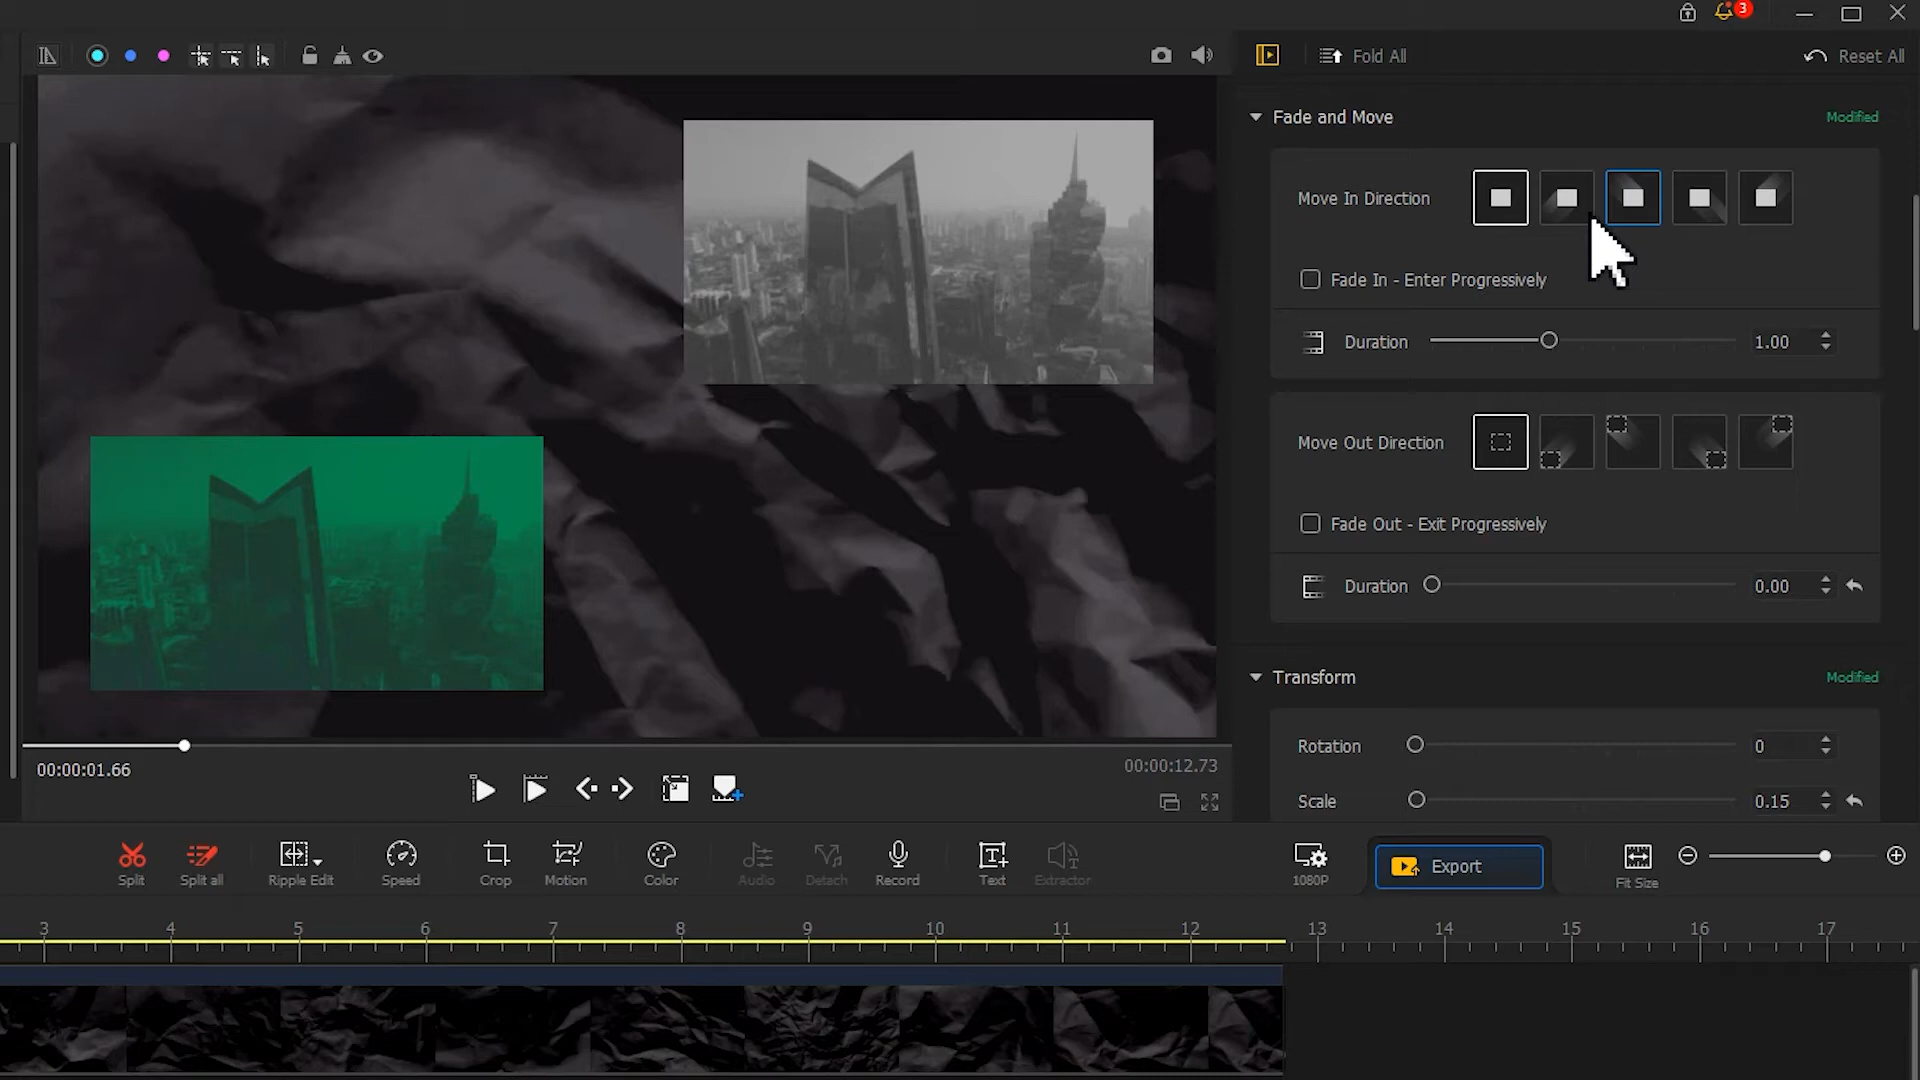 3
Fold All
Reset All
Fade and Move
Modified
Move In Direction
Fade In - Enter Progressively
Duration
1.00
Move Out Direction
Fade Out - Exit Progressively
Duration
0.00
Transform
Modified
Rotation
0
Scale
0.15
00:00:01.66
00:00:12.73
Split
Split all
Ripple Edit
Speed
Crop
Motion
Color
Audio
Detach
Record
Text
Extractor
1080P
Export
Fit Size
3 4 5 6 7 8 9 10 11 12 13 14 15 16 17